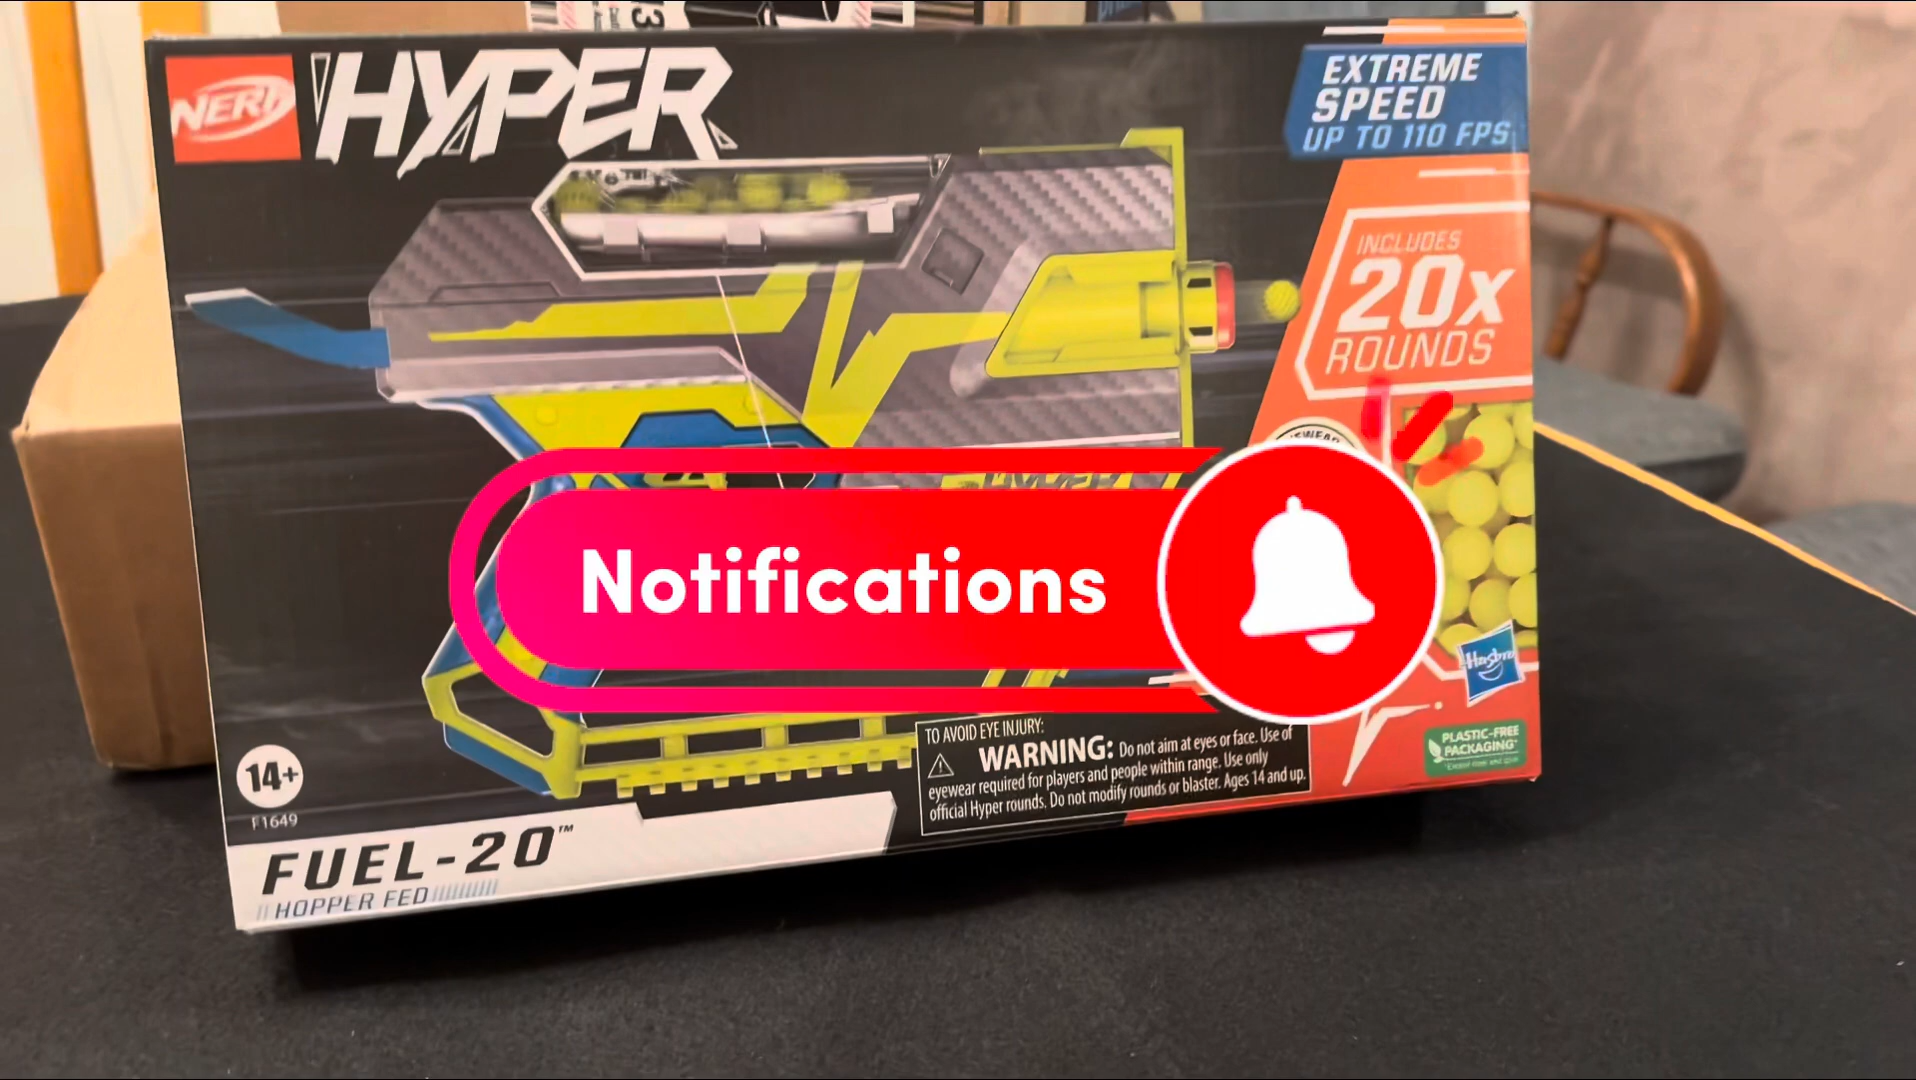 NERF
HYPER
EXTREME
SPEED
UP TO 110 FPS
INCLUDES
20x
ROUNDS
Notifications
Hasbro
PLASTIC-FREE
PACKAGING*
TO AVOID EYE INJURY:
WARNING: Do not aim at eyes or face. Use of
eyewear required for players and people within range. Use only
official Hyper rounds. Do not modify rounds or blaster. Ages 14 and up.
14+
F1649
FUEL-20™
HOPPER FED